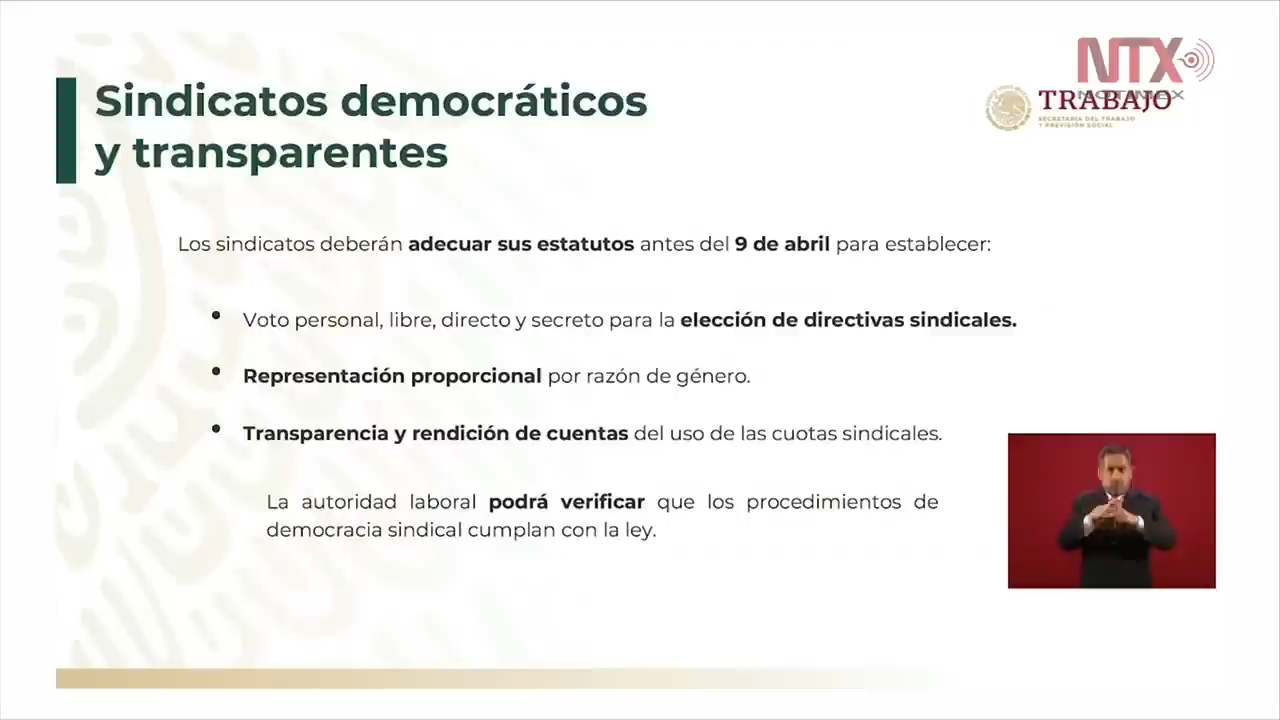 NTX
NOTIMEX
TRABAJO
SECRETARÍA DEL TRABAJO
Y PREVISIÓN SOCIAL
Sindicatos democráticos
y transparentes
Los sindicatos deberán adecuar sus estatutos antes del 9 de abril para establecer:
• Voto personal, libre, directo y secreto para la elección de directivas sindicales.
• Representación proporcional por razón de género.
• Transparencia y rendición de cuentas del uso de las cuotas sindicales.
La autoridad laboral podrá verificar que los procedimientos de
democracia sindical cumplan con la ley.